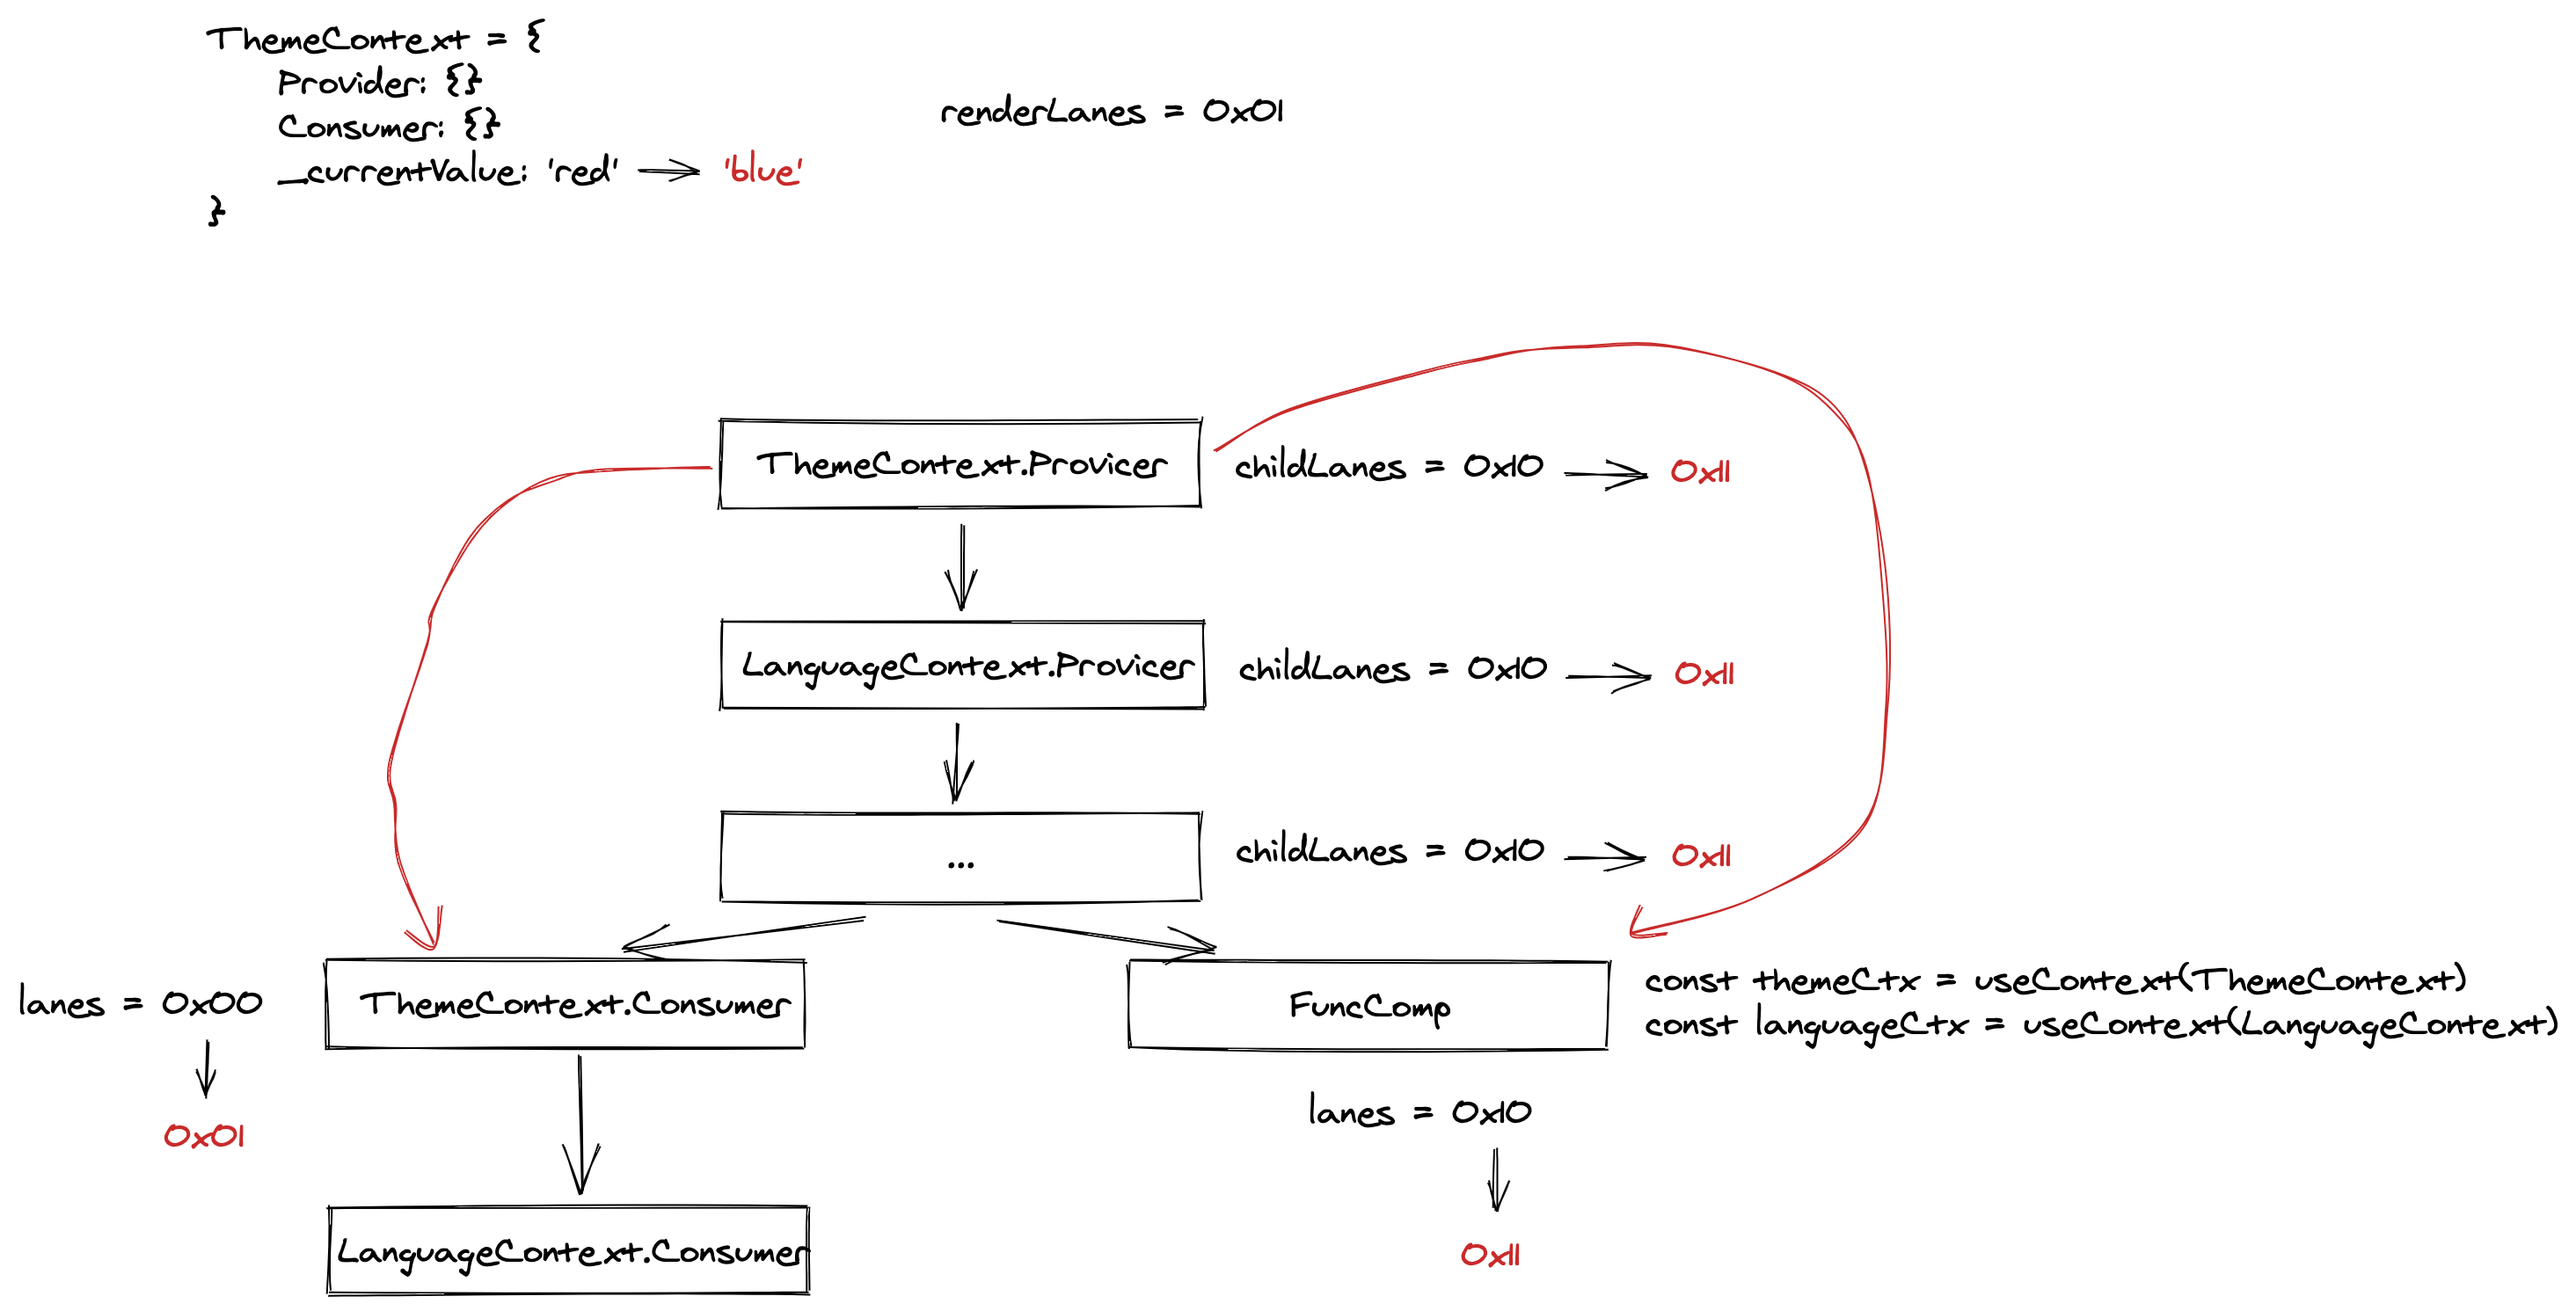 ThemeContext = {
Provider: {}
Consumer: {}
_currentValue: 'red' 'blue'
}
renderLanes = 0x01
ThemeContext.Provicer
childLanes = 0x10 0x11
LanguageContext.Provicer
childLanes = 0x10 0x11
...
childLanes = 0x10 0x11
lanes = 0x00
0x01
ThemeContext.Consumer
FuncComp
const themeCtx = useContext(ThemeContext)
const languageCtx = useContext(LanguageContext)
lanes = 0x10
0x11
LanguageContext.Consumer